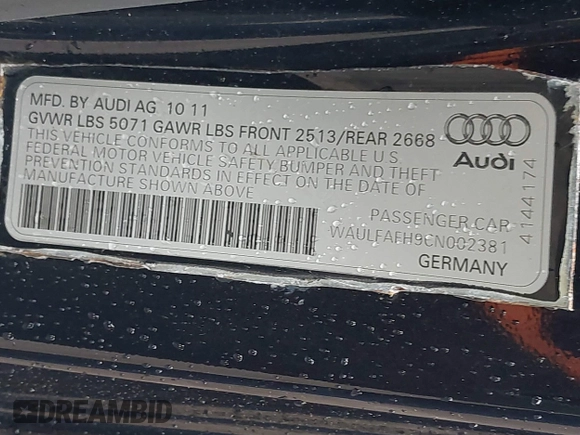 MFD. BY AUDI AG 10 11
GVWR LBS 5071 GAWR LBS FRONT 2513/REAR 2668
THIS VEHICLE CONFORMS TO ALL APPLICABLE U.S.
FEDERAL MOTOR VEHICLE SAFETY BUMPER AND THEFT
PREVENTION STANDARDS IN EFFECT ON THE DATE OF
MANUFACTURE SHOWN ABOVE
Audi
PASSENGER CAR
WAULFAFH9CN002381
GERMANY
4144174
DREAMBID